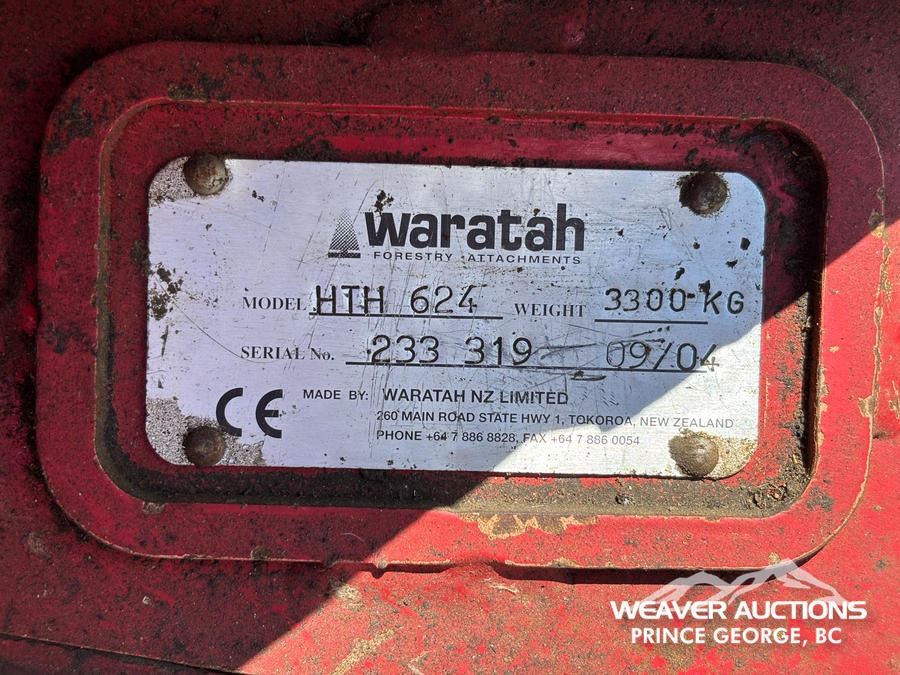 waratah
FORESTRY ATTACHMENTS
MODEL HTH 624 WEIGHT 3300 KG
SERIAL No. 233 319 09/04
CE MADE BY: WARATAH NZ LIMITED
260 MAIN ROAD STATE HWY 1, TOKOROA, NEW ZEALAND
PHONE +64 7 886 8828, FAX +64 7 886 0054
WEAVER AUCTIONS
PRINCE GEORGE, BC